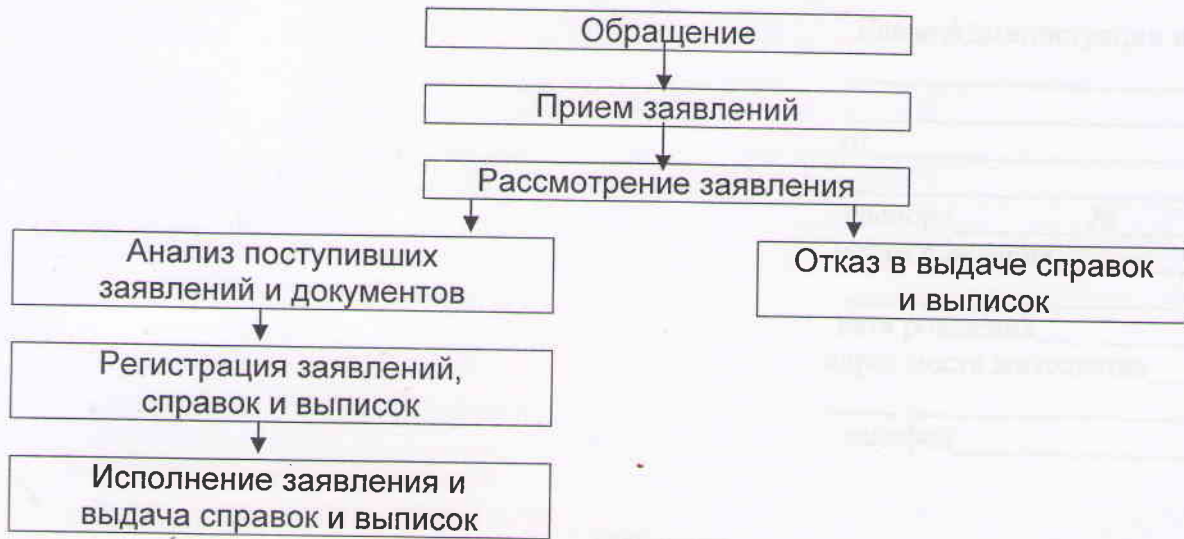 Обращение
Прием заявлений
Рассмотрение заявления
Анализ поступивших
заявлений и документов
Отказ в выдаче справок
и выписок
Регистрация заявлений,
справок и выписок
Исполнение заявления и
выдача справок и выписок